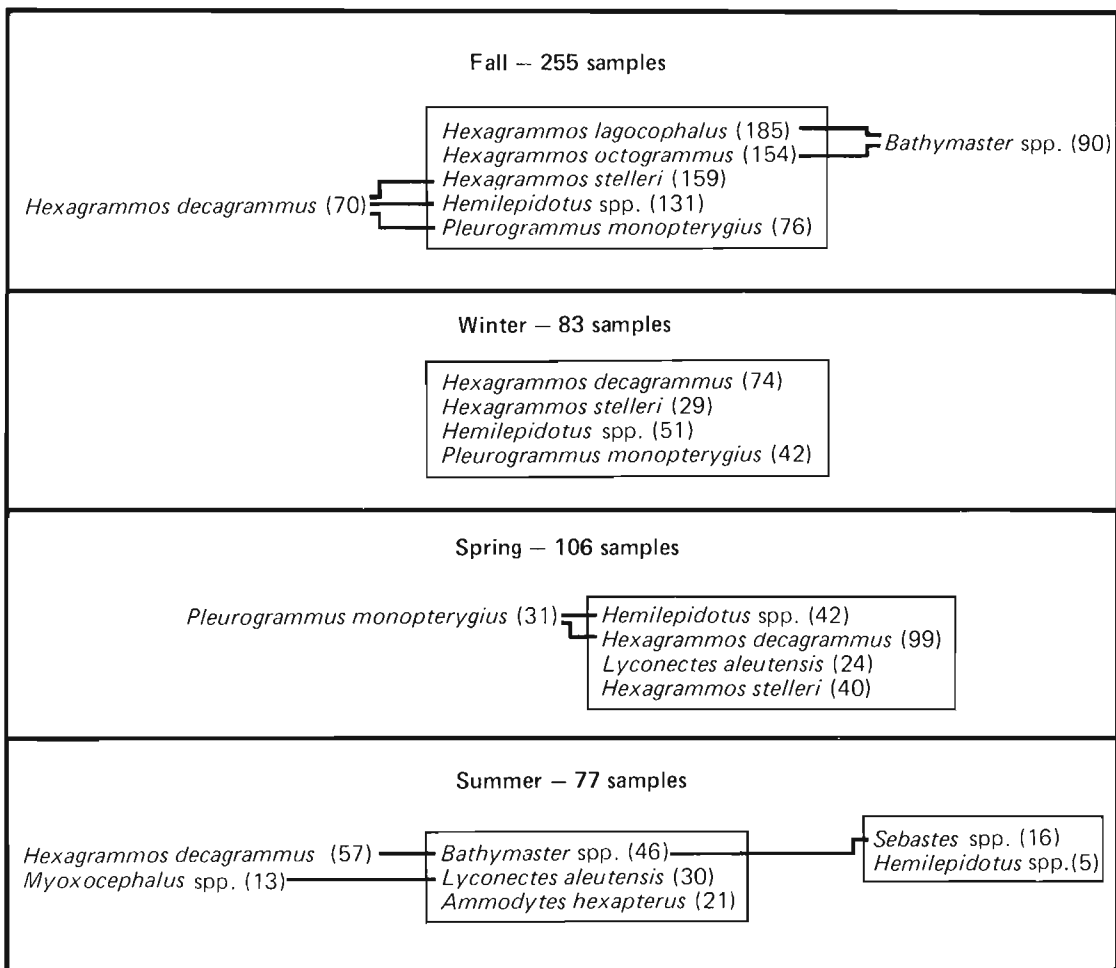 Fall — 255 samples
Hexagrammos lagocophalus (185)
Hexagrammos octogrammus (154)
Bathymaster spp. (90)
Hexagrammos stelleri (159)
Hexagrammos decagrammus (70)
Hemilepidotus spp. (131)
Pleurogrammus monopterygius (76)
Winter — 83 samples
Hexagrammos decagrammus (74)
Hexagrammos stelleri (29)
Hemilepidotus spp. (51)
Pleurogrammus monopterygius (42)
Spring — 106 samples
Pleurogrammus monopterygius (31)
Hemilepidotus spp. (42)
Hexagrammos decagrammus (99)
Lyconectes aleutensis (24)
Hexagrammos stelleri (40)
Summer — 77 samples
Hexagrammos decagrammus (57)
Myoxocephalus spp. (13)
Bathymaster spp. (46)
Lyconectes aleutensis (30)
Ammodytes hexapterus (21)
Sebastes spp. (16)
Hemilepidotus spp.(5)